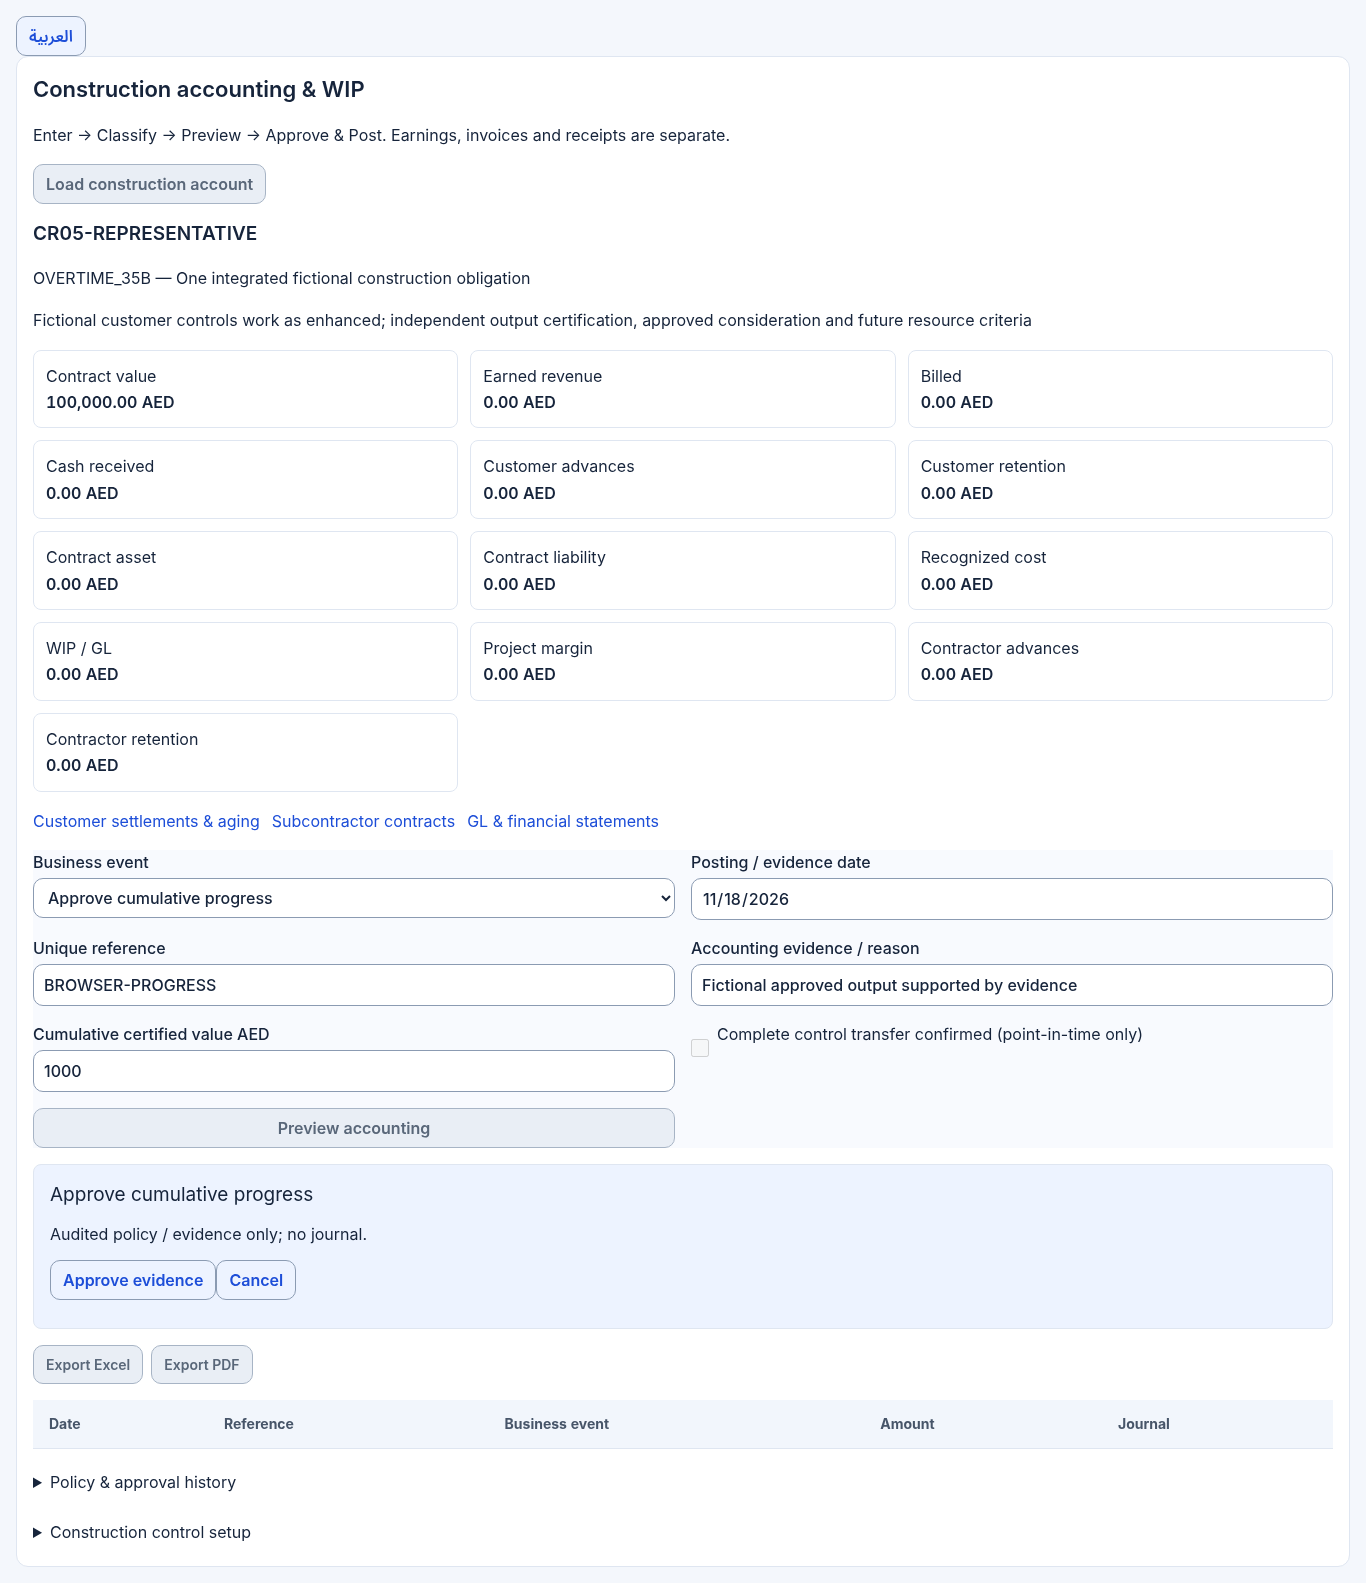 العربية
Construction accounting & WIP
Enter → Classify → Preview → Approve & Post. Earnings, invoices and receipts are separate.
Load construction account
CR05-REPRESENTATIVE
OVERTIME_35B — One integrated fictional construction obligation
Fictional customer controls work as enhanced; independent output certification, approved consideration and future resource criteria
Contract value
100,000.00 AED
Earned revenue
0.00 AED
Billed
0.00 AED
Cash received
0.00 AED
Customer advances
0.00 AED
Customer retention
0.00 AED
Contract asset
0.00 AED
Contract liability
0.00 AED
Recognized cost
0.00 AED
WIP / GL
0.00 AED
Project margin
0.00 AED
Contractor advances
0.00 AED
Contractor retention
0.00 AED
Customer settlements & aging Subcontractor contracts GL & financial statements
Business event
Approve cumulative progress
Posting / evidence date
11/18/2026
Unique reference
BROWSER-PROGRESS
Accounting evidence / reason
Fictional approved output supported by evidence
Cumulative certified value AED
1000
Complete control transfer confirmed (point-in-time only)
Preview accounting
Approve cumulative progress
Audited policy / evidence only; no journal.
Approve evidence Cancel
Export Excel Export PDF
Date Reference Business event Amount Journal
Policy & approval history
Construction control setup